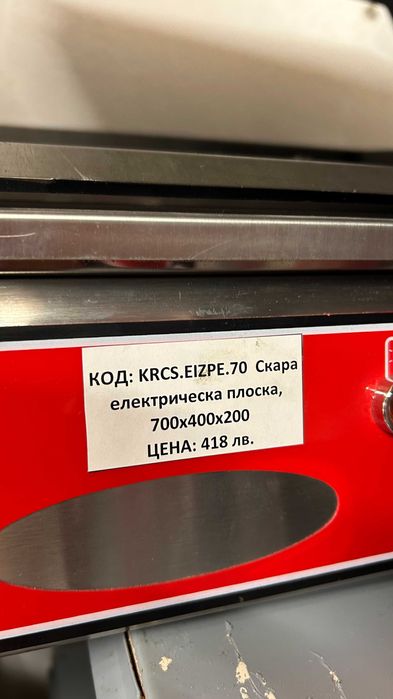 КОД: KRCS.EIZPE.70 Скара
електрическа плоска,
700x400x200
ЦЕНА: 418 лв.